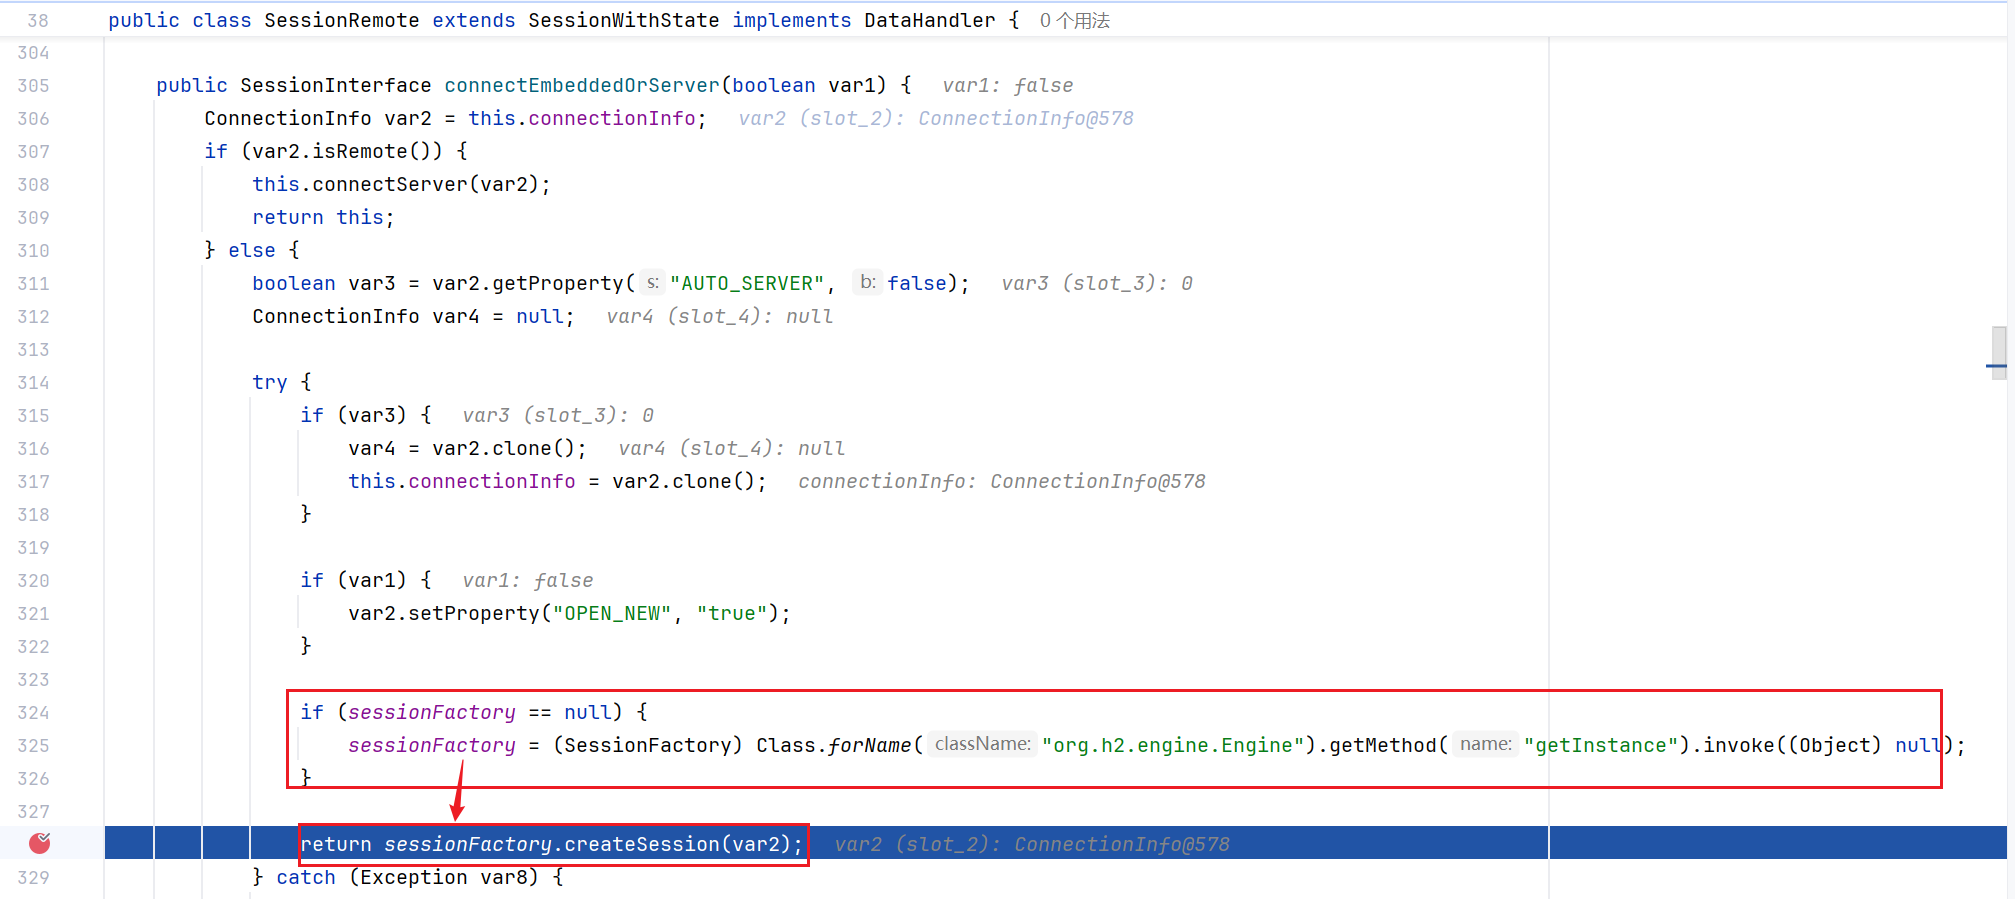 38 public class SessionRemote extends SessionWithState implements DataHandler { 0 个用法
304
305 public SessionInterface connectEmbeddedOrServer(boolean var1) { var1: false
306 ConnectionInfo var2 = this.connectionInfo; var2 (slot_2): ConnectionInfo@578
307 if (var2.isRemote()) {
308 this.connectServer(var2);
309 return this;
310 } else {
311 boolean var3 = var2.getProperty( s: "AUTO_SERVER", b: false); var3 (slot_3): 0
312 ConnectionInfo var4 = null; var4 (slot_4): null
313
314 try {
315 if (var3) { var3 (slot_3): 0
316 var4 = var2.clone(); var4 (slot_4): null
317 this.connectionInfo = var2.clone(); connectionInfo: ConnectionInfo@578
318 }
319
320 if (var1) { var1: false
321 var2.setProperty("OPEN_NEW", "true");
322 }
323
324 if (sessionFactory == null) {
325 sessionFactory = (SessionFactory) Class.forName( className: "org.h2.engine.Engine").getMethod( name: "getInstance").invoke((Object) null);
326 }
327
return sessionFactory.createSession(var2); var2 (slot_2): ConnectionInfo@578
329 } catch (Exception var8) {